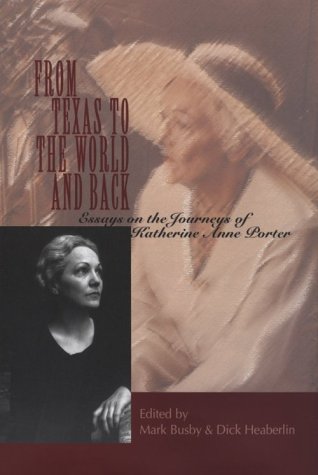 FROM
TEXAS TO
THE WORLD
AND BACK
Essays on the Journeys of
Katherine Anne Porter
Edited by
Mark Busby & Dick Heaberlin